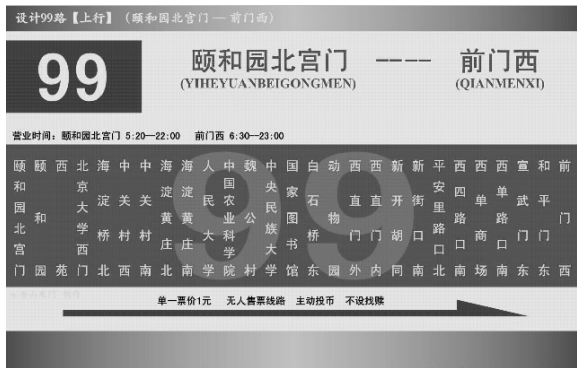 设计99路【上行】（颐和园北宫门 — 前门西）
99
颐和园北宫门 ---- 前门西
(YIHEYUANBEIGONGMEN) (QIANMENXI)
营业时间：颐和园北宫门 5:20—22:00 前门西 6:30—23:00
颐和园北宫门
颐和园
西苑
北京大学西门
海淀桥北
中关村西
中关村南
海淀黄庄北
海淀黄庄南
人民大学
中国农业科学院
魏公村
中央民族大学
国家图书馆
白石桥东
动物园
西直门外
西直门内
新开胡同
新街口南
平安里路口北
西四路口南
西单商场
西单路口南
宣武门东
和平门东
前门西
99
单一票价1元 无人售票线路 主动投币 不设找赎